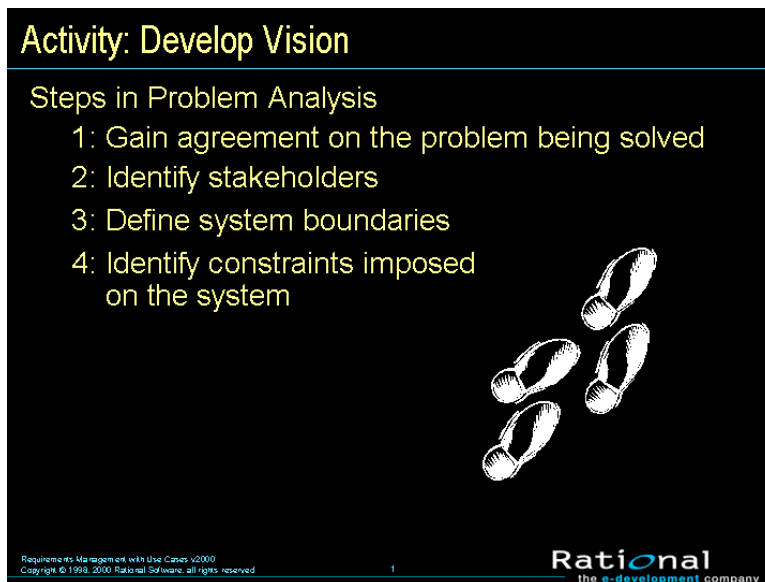 Activity: Develop Vision
Steps in Problem Analysis
1: Gain agreement on the problem being solved
2: Identify stakeholders
3: Define system boundaries
4: Identify constraints imposed
on the system
Requirements Management with Use Cases v2000
Copyright © 1998, 2000 Rational Software, all rights reserved
1
Rational
the e-development company